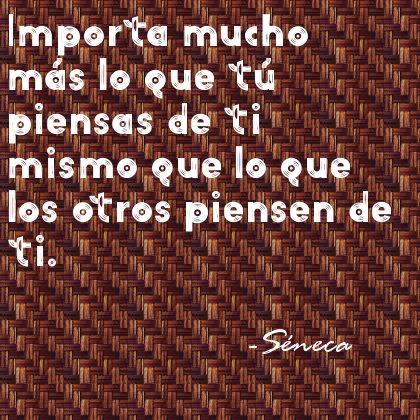 Importa mucho
más lo que tú
piensas de ti
mismo que lo que
los otros piensen de
ti.
-Séneca